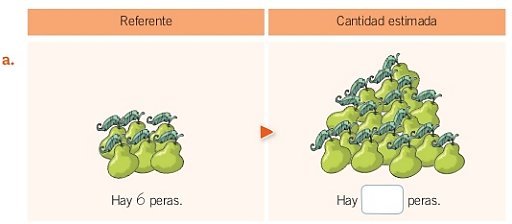 Referente
Cantidad estimada
a.
Hay 6 peras.
Hay peras.